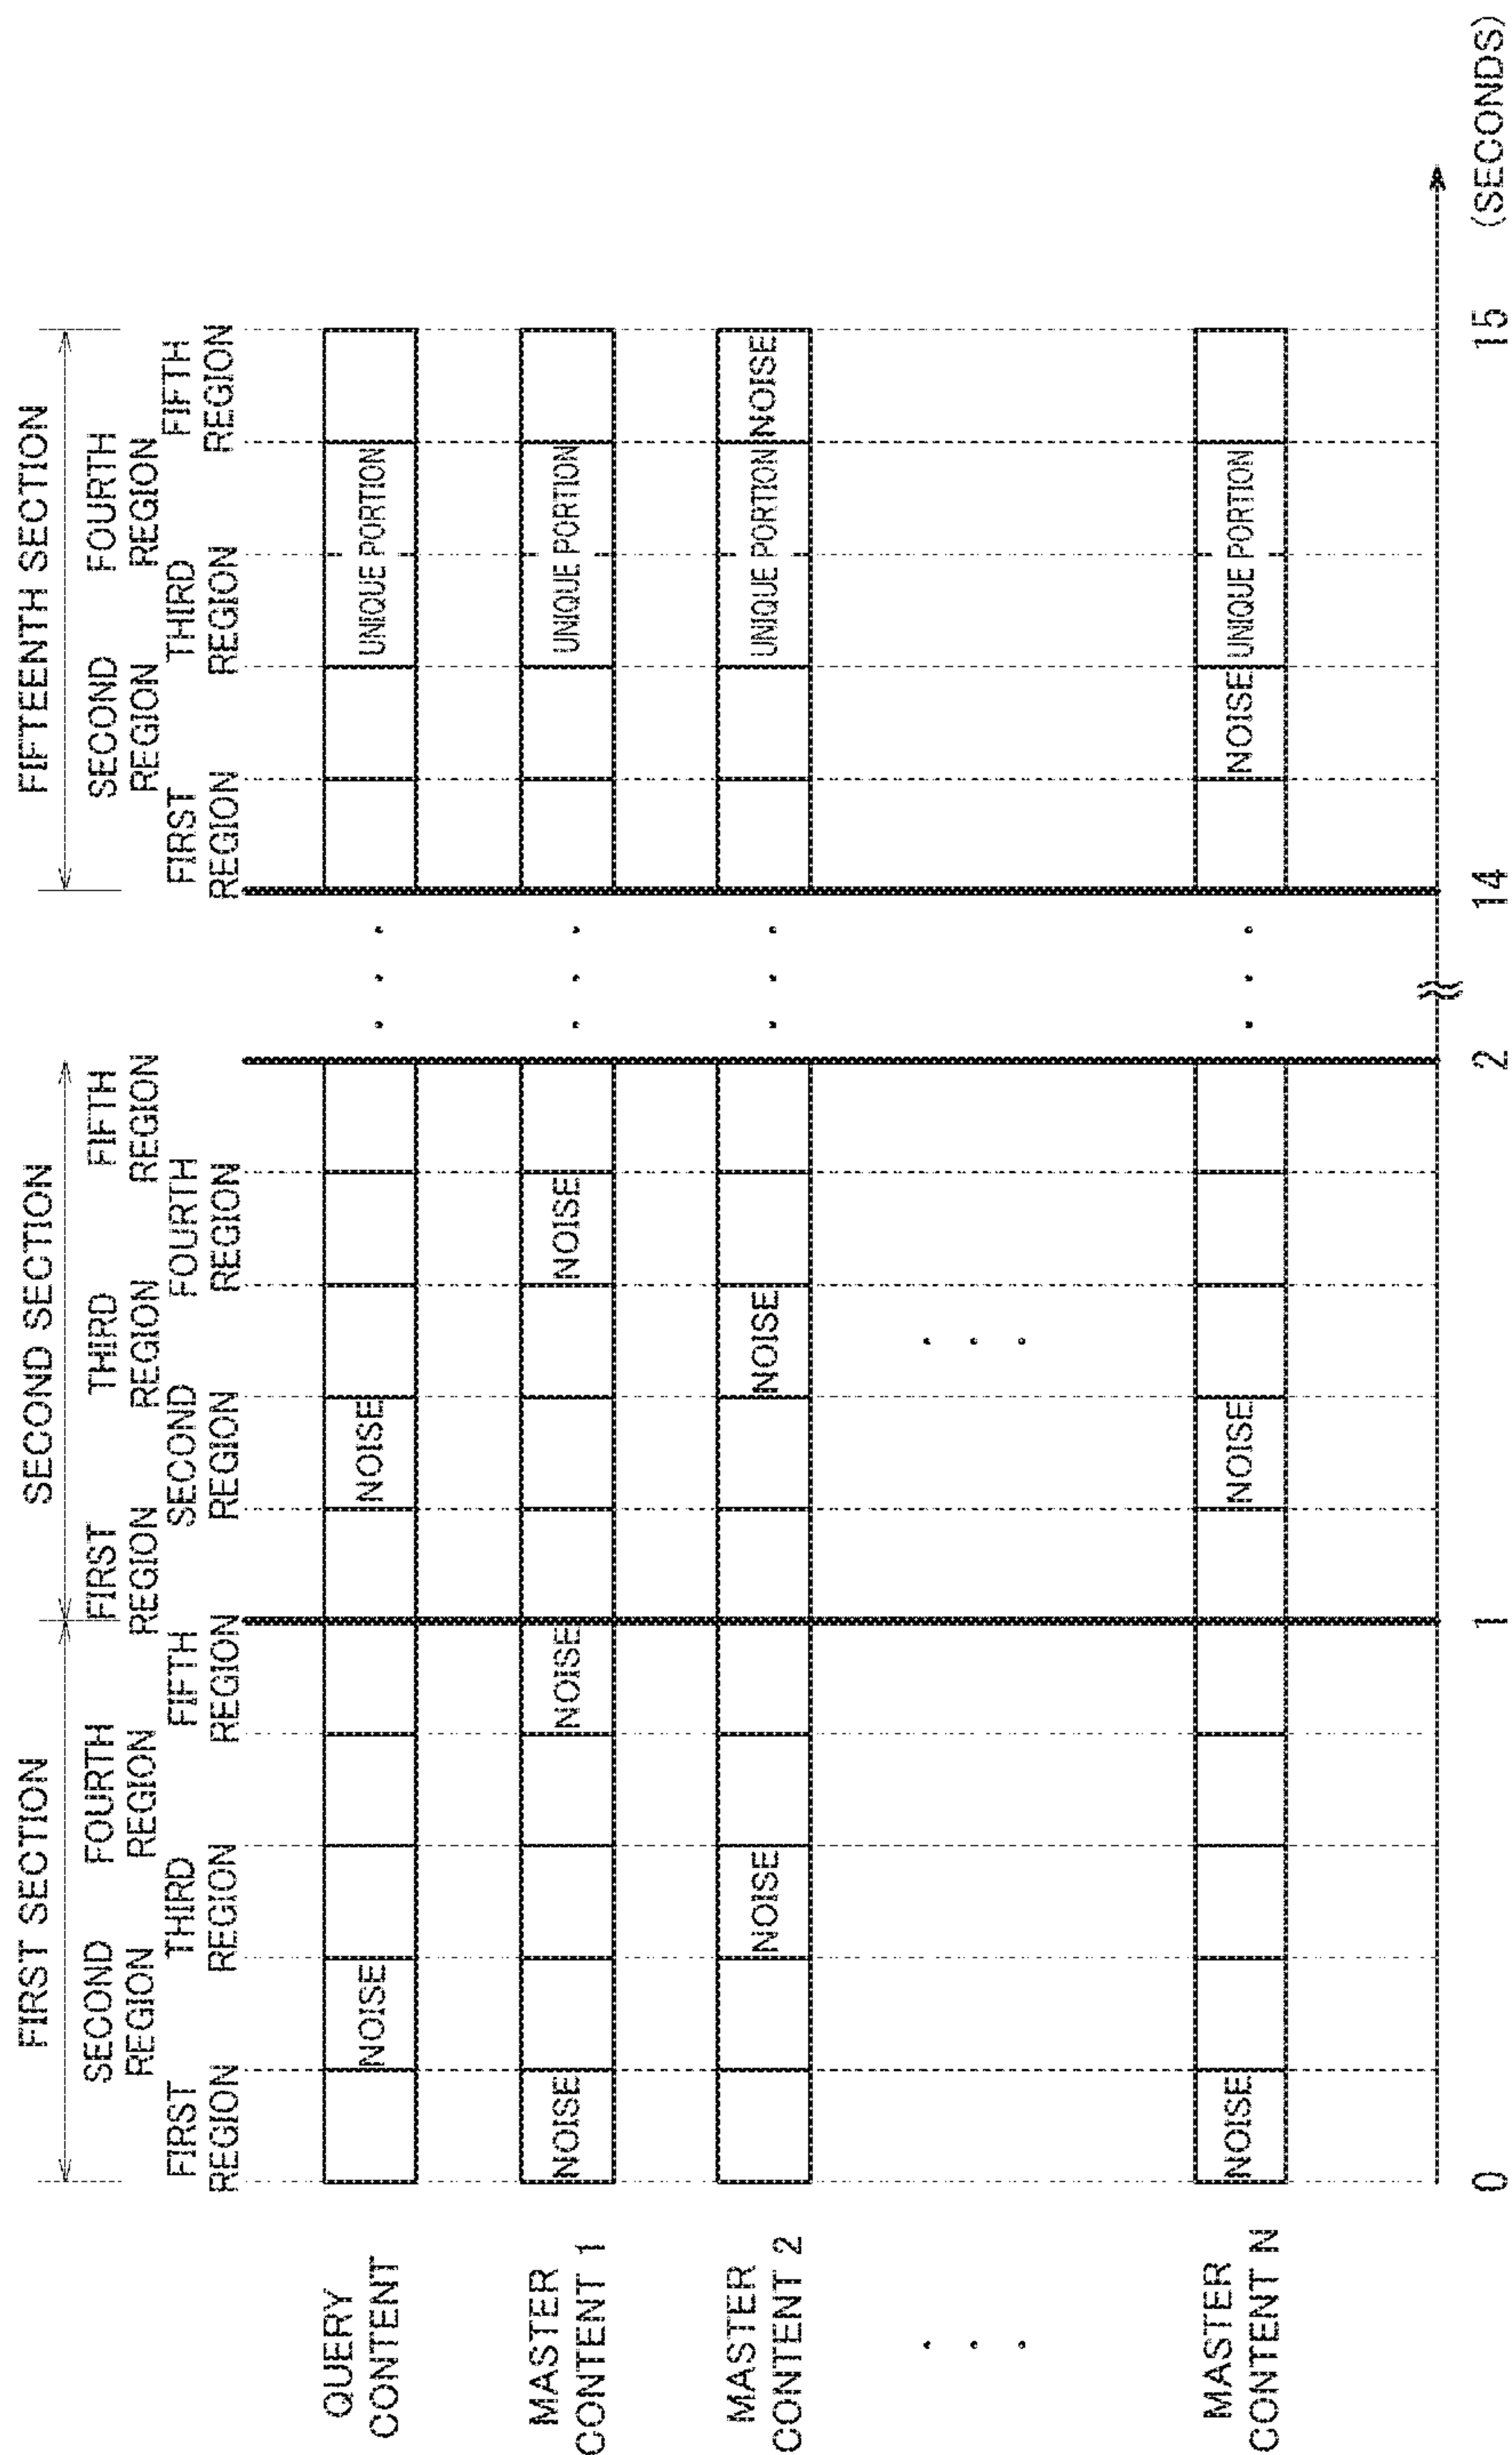 FIRST SECTION
SECOND SECTION
FIFTEENTH SECTION
FIRST
REGION
SECOND
REGION
THIRD
REGION
FOURTH
REGION
FIFTH
REGION
FIRST
REGION
SECOND
REGION
THIRD
REGION
FOURTH
REGION
FIFTH
REGION
FIRST
REGION
SECOND
REGION
THIRD
REGION
FOURTH
REGION
FIFTH
REGION
QUERY
CONTENT
NOISE
NOISE
. . .
UNIQUE PORTION
MASTER
CONTENT 1
NOISE
NOISE
NOISE
. . .
UNIQUE PORTION
MASTER
CONTENT 2
NOISE
NOISE
. . .
UNIQUE PORTION
NOISE
. . .
. . .
MASTER
CONTENT N
NOISE
NOISE
. . .
NOISE
UNIQUE PORTION
0 1 2 14 15 (SECONDS)